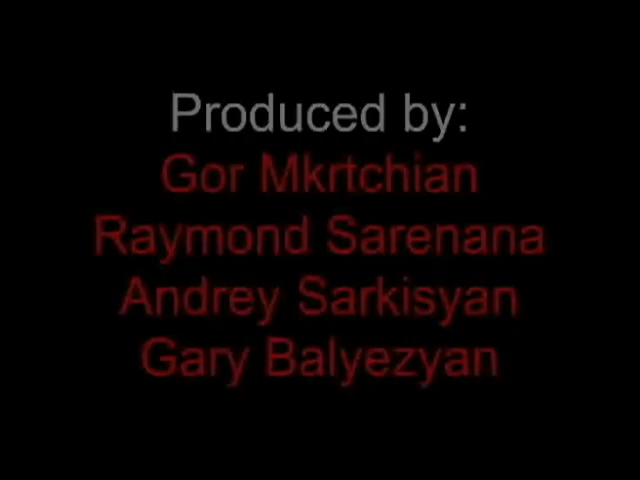 Produced by:
Gor Mkrtchian
Raymond Sarenana
Andrey Sarkisyan
Gary Balyezyan